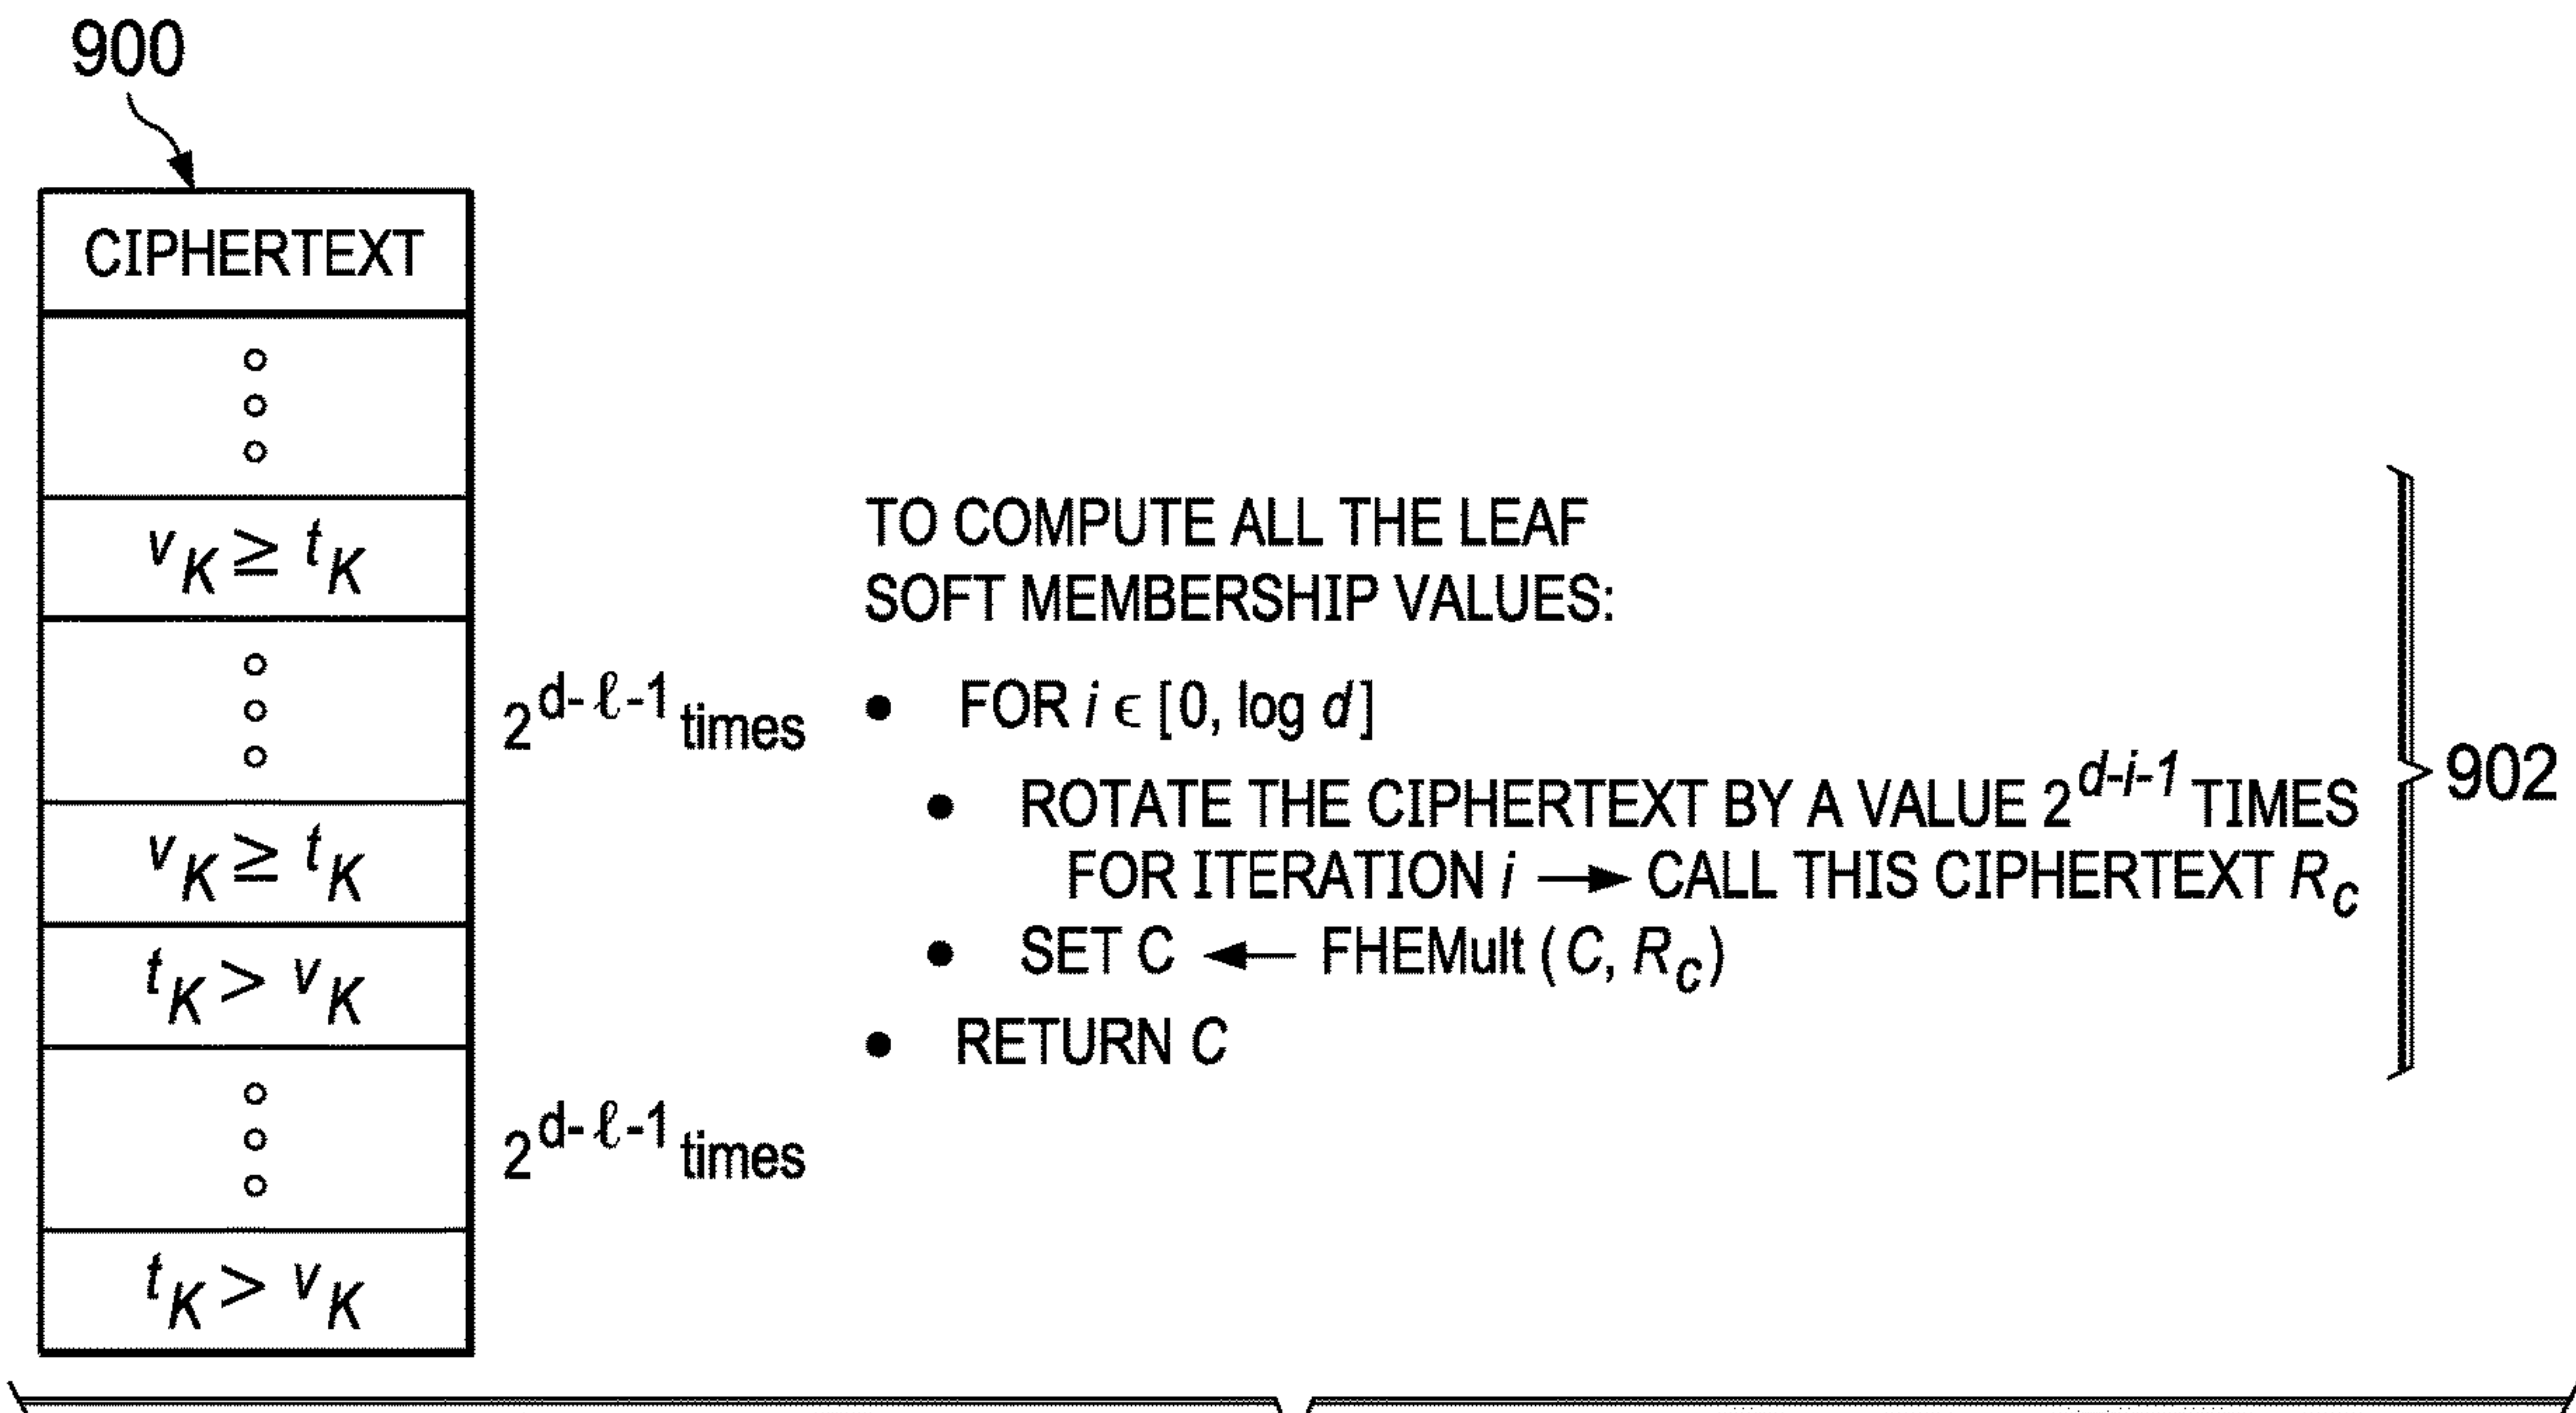 900
CIPHERTEXT
v_K ≥ t_K
2^{d-ℓ-1} times
v_K ≥ t_K
t_K > v_K
2^{d-ℓ-1} times
t_K > v_K
TO COMPUTE ALL THE LEAF
SOFT MEMBERSHIP VALUES:
• FOR i ϵ [0, log d]
• ROTATE THE CIPHERTEXT BY A VALUE 2^{d-i-1} TIMES
FOR ITERATION i → CALL THIS CIPHERTEXT R_c
• SET C ← FHEMult (C, R_c)
• RETURN C
902